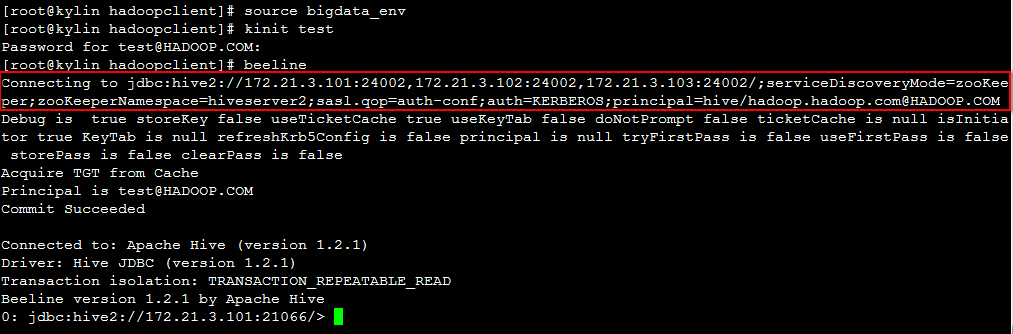 [root@kylin hadoopclient]# source bigdata_env
[root@kylin hadoopclient]# kinit test
Password for test@HADOOP.COM:
[root@kylin hadoopclient]# beeline
Connecting to jdbc:hive2://172.21.3.101:24002,172.21.3.102:24002,172.21.3.103:24002/;serviceDiscoveryMode=zooKee
per;zooKeeperNamespace=hiveserver2;sasl.qop=auth-conf;auth=KERBEROS;principal=hive/hadoop.hadoop.com@HADOOP.COM
Debug is  true storeKey false useTicketCache true useKeyTab false doNotPrompt false ticketCache is null isInitia
tor true KeyTab is null refreshKrb5Config is false principal is null tryFirstPass is false useFirstPass is false
 storePass is false clearPass is false
Acquire TGT from Cache
Principal is test@HADOOP.COM
Commit Succeeded

Connected to: Apache Hive (version 1.2.1)
Driver: Hive JDBC (version 1.2.1)
Transaction isolation: TRANSACTION_REPEATABLE_READ
Beeline version 1.2.1 by Apache Hive
0: jdbc:hive2://172.21.3.101:21066/>